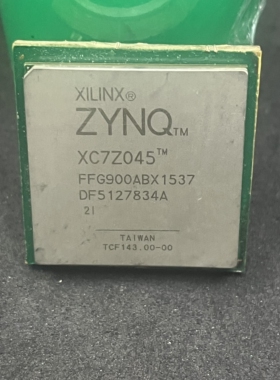 XILINX®
ZYNQ™
XC7Z045™
FFG900ABX1537
DF5127834A
2I
TAIWAN
TCF143.00-00